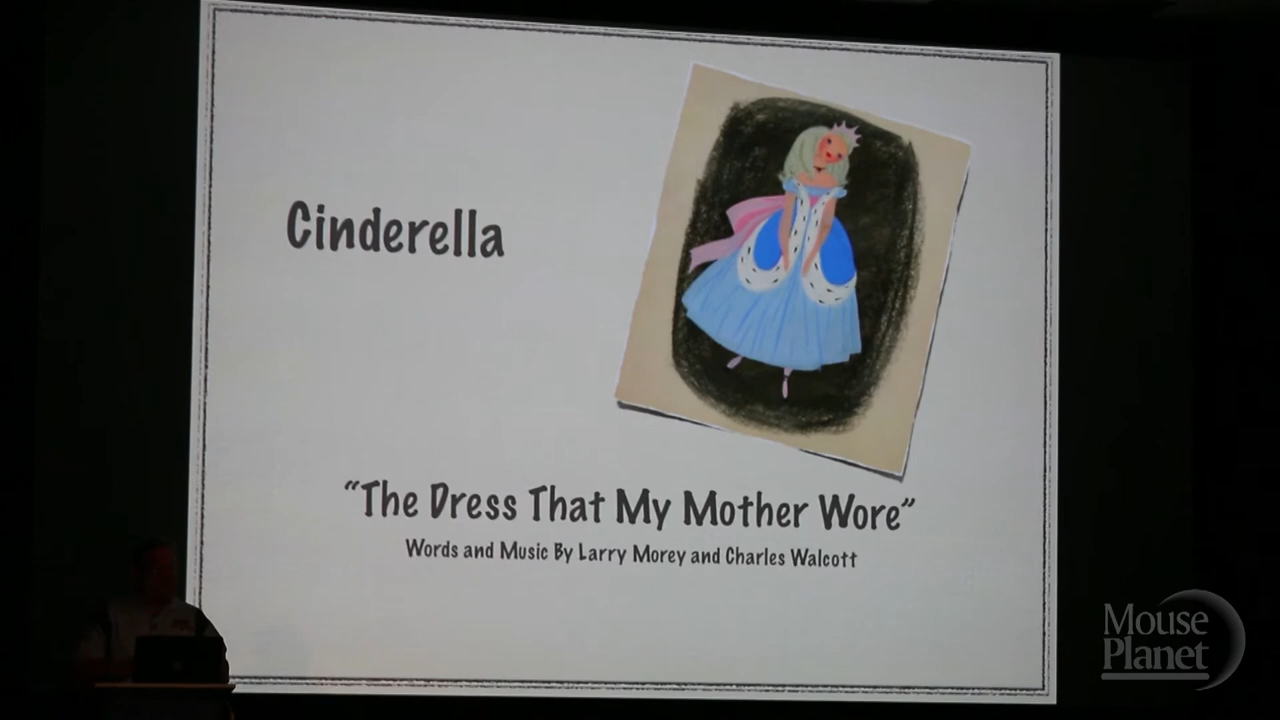 Cinderella
“The Dress That My Mother Wore”
Words and Music By Larry Morey and Charles Walcott
Mouse
Planet